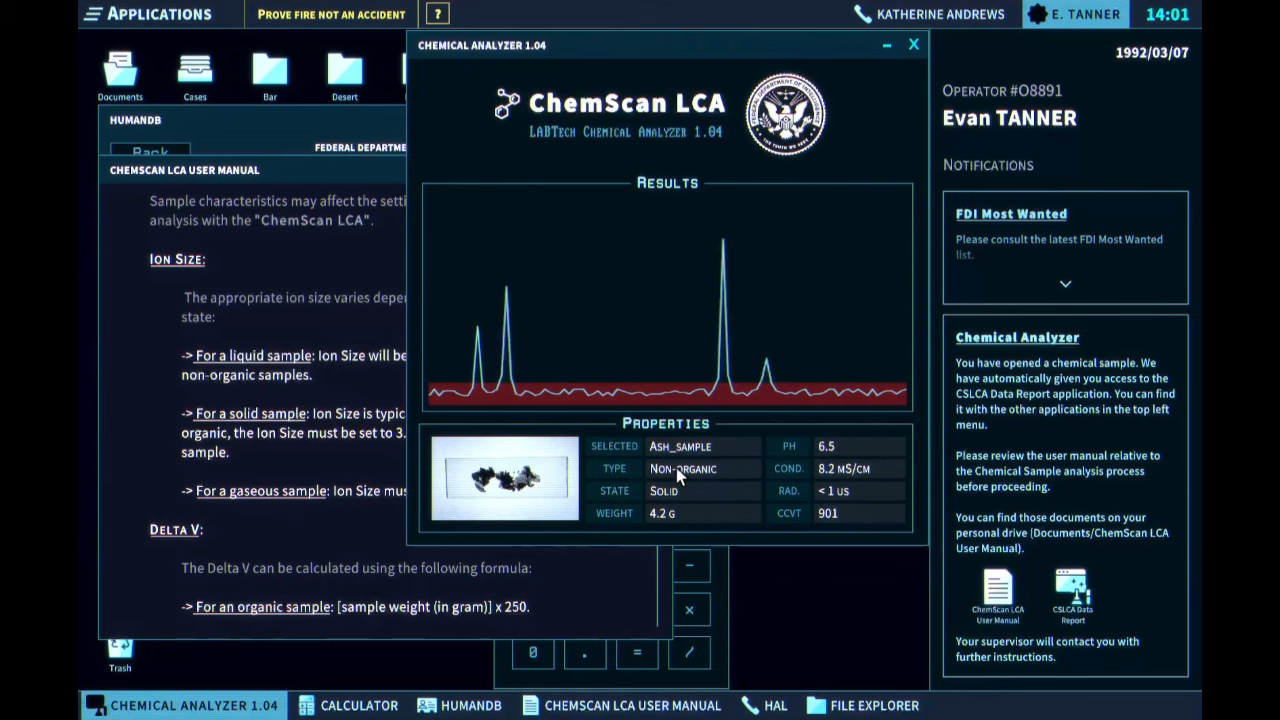 APPLICATIONS
PROVE FIRE NOT AN ACCIDENT
?
KATHERINE ANDREWS
E. TANNER
14:01
Documents
Cases
Bar
Desert
HUMANDB
Back
FEDERAL DEPARTME
CHEMSCAN LCA USER MANUAL
Sample characteristics may affect the setti
analysis with the "ChemScan LCA".
ION SIZE:
The appropriate ion size varies depe
state:
-> For a liquid sample: Ion Size will be
non-organic samples.
-> For a solid sample: Ion Size is typic
organic, the Ion Size must be set to 3.
sample.
-> For a gaseous sample: Ion Size mus
DELTA V:
The Delta V can be calculated using the following formula:
-> For an organic sample: [sample weight (in gram)] x 250.
CHEMICAL ANALYZER 1.04
– X
ChemScan LCA
LABTech Chemical Analyzer 1.04
RESULTS
PROPERTIES
SELECTED ASH_SAMPLE PH 6.5
TYPE NON-ORGANIC COND. 8.2 MS/CM
STATE SOLID RAD. < 1 US
WEIGHT 4.2 G CCVT 901
–
×
0 . = /
Trash
1992/03/07
OPERATOR #O8891
Evan TANNER
NOTIFICATIONS
FDI Most Wanted
Please consult the latest FDI Most Wanted
list.
Chemical Analyzer
You have opened a chemical sample. We
have automatically given you access to the
CSLCA Data Report application. You can find
it with the other applications in the top left
menu.
Please review the user manual relative to
the Chemical Sample analysis process
before proceeding.
You can find those documents on your
personal drive (Documents/ChemScan LCA
User Manual).
ChemScan LCA
User Manual
CSLCA Data
Report
Your supervisor will contact you with
further instructions.
CHEMICAL ANALYZER 1.04
CALCULATOR
HUMANDB
CHEMSCAN LCA USER MANUAL
HAL
FILE EXPLORER